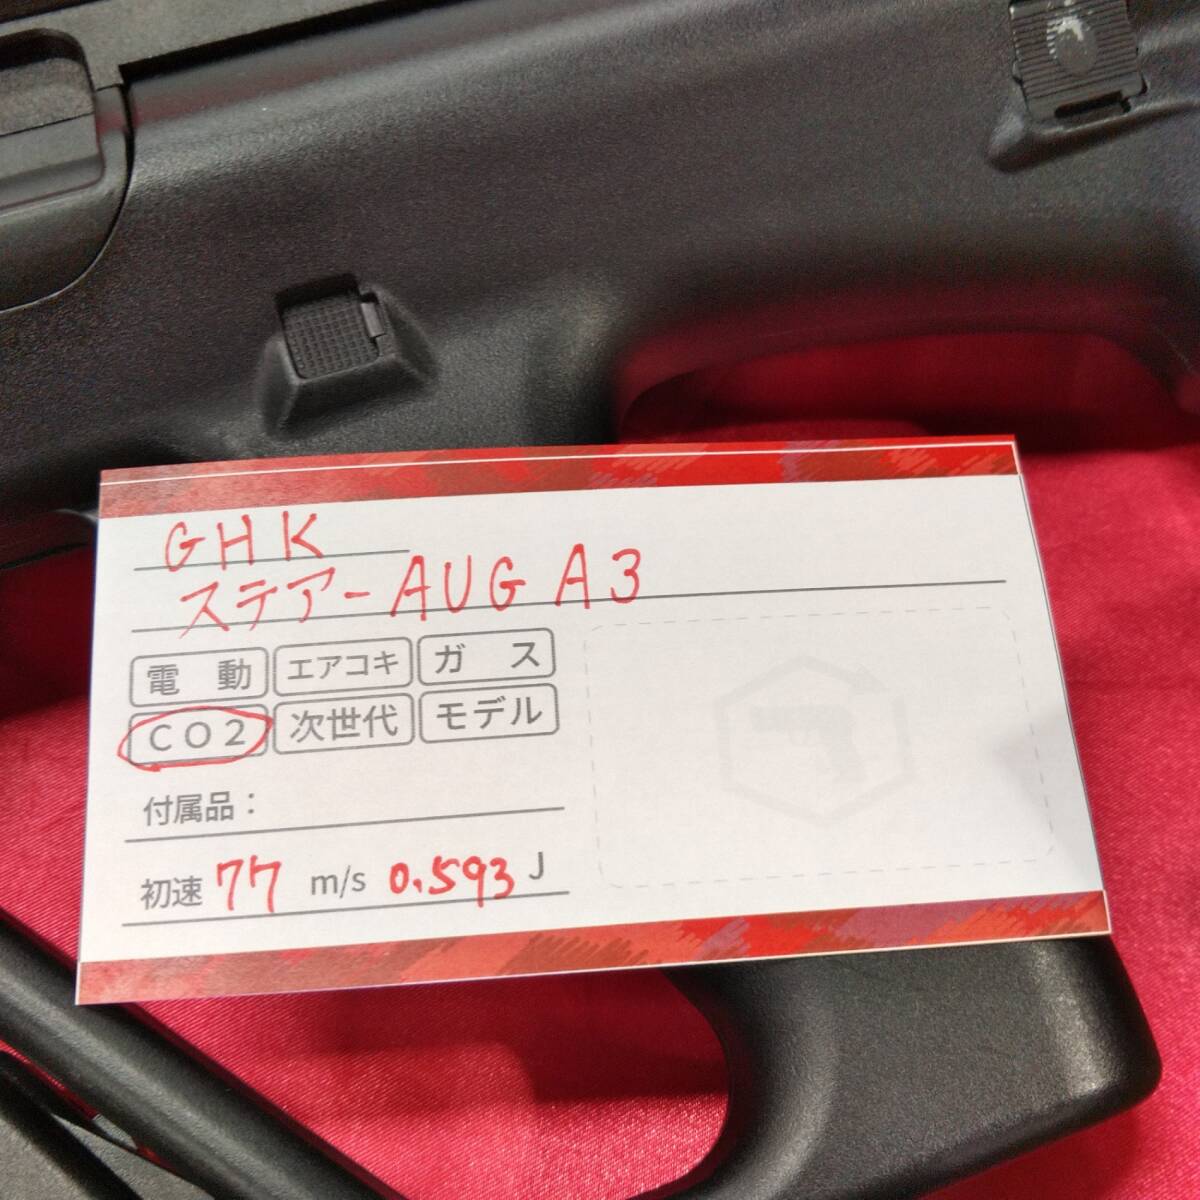 GHK
ステアーAUG A3
電動 エアコキ ガス
CO2 次世代 モデル
付属品：
初速 77 m/s 0.593 J